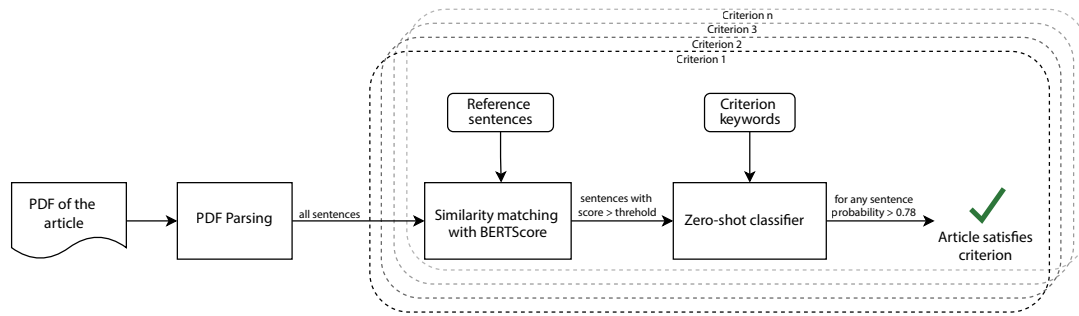 Criterion n
Criterion 3
Criterion 2
Criterion 1
Reference
sentences
Criterion
keywords
PDF of the
article
PDF Parsing
all sentences
Similarity matching
with BERTScore
sentences with
score > threhold
Zero-shot classifier
for any sentence
probability > 0.78
Article satisfies
criterion